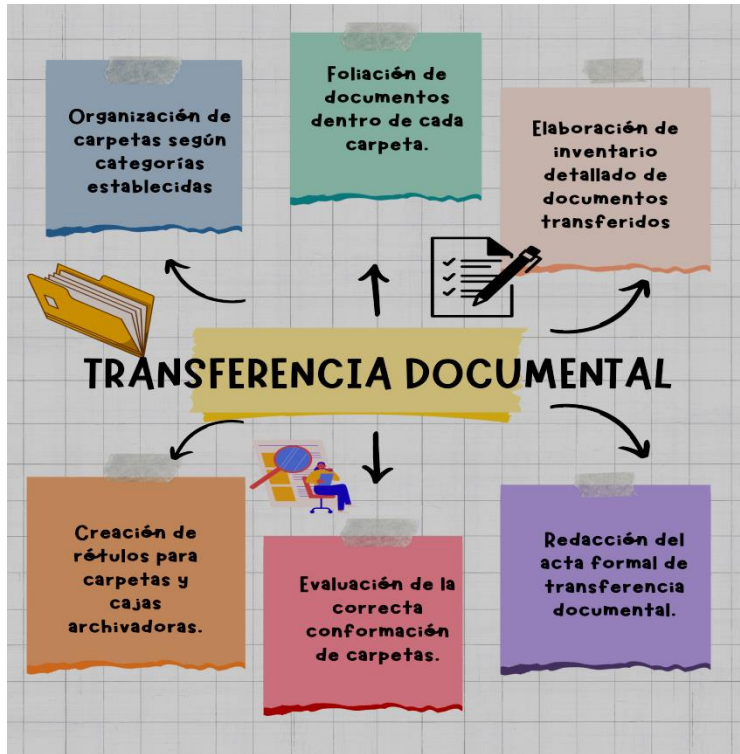 Organización de
carpetas según
categorías
establecidas
Foliación de
documentos
dentro de cada
carpeta.
Elaboración de
inventario
detallado de
documentos
transferidos
TRANSFERENCIA DOCUMENTAL
Creación de
rótulos para
carpetas y
cajas
archivadoras.
Evaluación de la
correcta
conformación
de carpetas.
Redacción del
acta formal de
transferencia
documental.